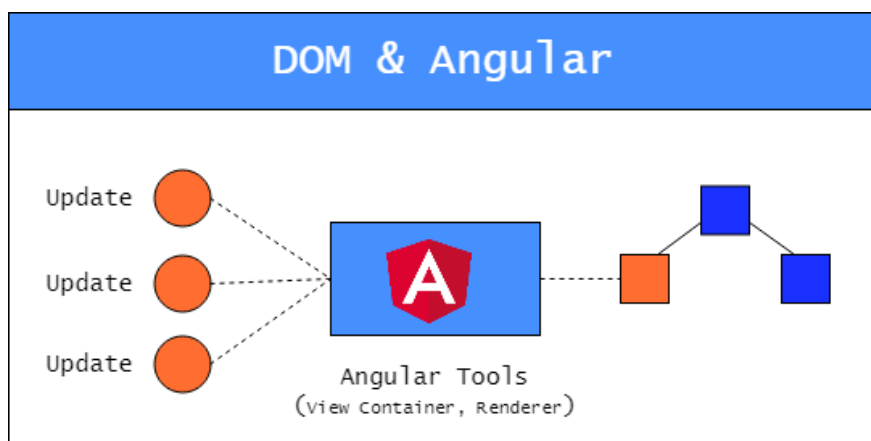 DOM & Angular
Update
Update
Update
A
Angular Tools
(View Container, Renderer)